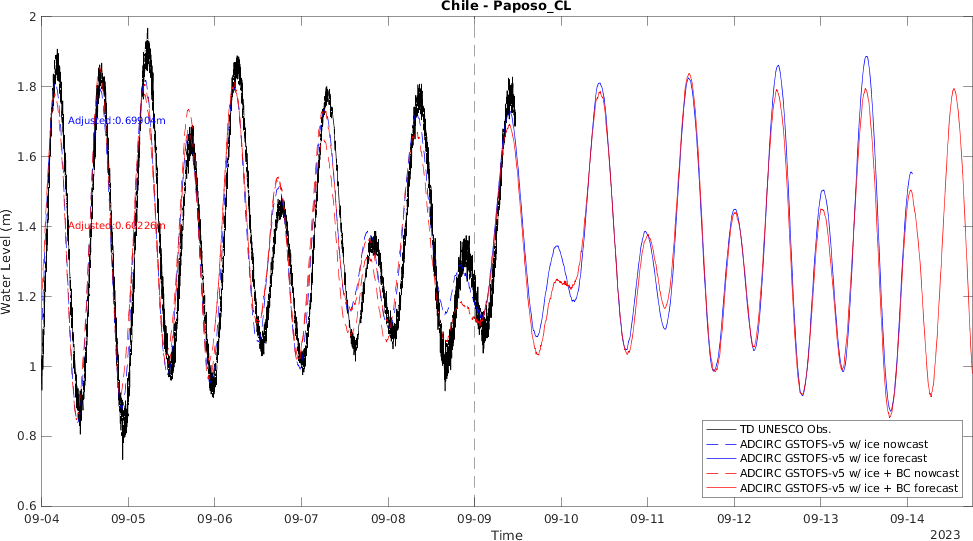 Chile - Paposo_CL
Water Level (m)
2
1.8
1.6
1.4
1.2
1
0.8
0.6
Adjusted:0.69904m
Adjusted:0.60226m
TD UNESCO Obs.
ADCIRC GSTOFS-v5 w/ ice nowcast
ADCIRC GSTOFS-v5 w/ ice forecast
ADCIRC GSTOFS-v5 w/ ice + BC nowcast
ADCIRC GSTOFS-v5 w/ ice + BC forecast
09-04 09-05 09-06 09-07 09-08 09-09 09-10 09-11 09-12 09-13 09-14
Time
2023